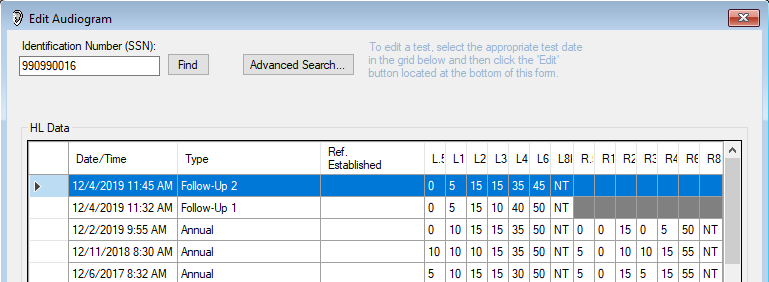 Edit Audiogram
Identification Number (SSN):
990990016
Find
Advanced Search...
To edit a test, select the appropriate test date
in the grid below and then click the 'Edit'
button located at the bottom of this form.
HL Data
Date/Time Type Ref. Established L.5 L1 L2 L3 L4 L6 L8 R. R1 R2 R3 R4 R6 R8
12/4/2019 11:45 AM Follow-Up 2 0 5 15 15 35 45 NT
12/4/2019 11:32 AM Follow-Up 1 0 5 15 10 40 50 NT
12/2/2019 9:55 AM Annual 0 10 15 15 35 50 NT 0 0 15 0 5 50 NT
12/11/2018 8:30 AM Annual 10 10 10 15 35 50 NT 5 0 10 10 15 55 NT
12/6/2017 8:32 AM Annual 5 10 15 15 30 50 NT 5 0 15 5 15 55 NT